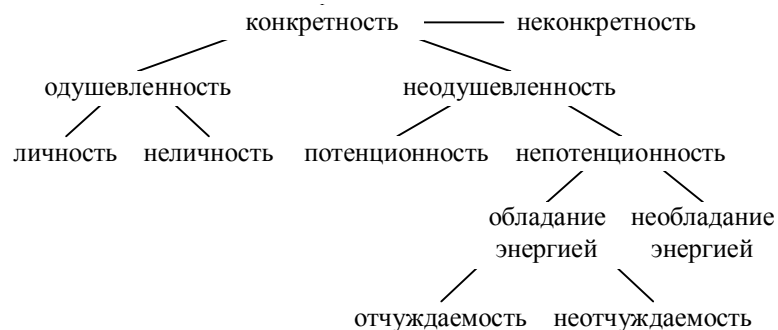 конкретность неконкретность
одушевленность неодушевленность
личность неличность потенционность непотенционность
обладание необладание
энергией энергией
отчуждаемость неотчуждаемость